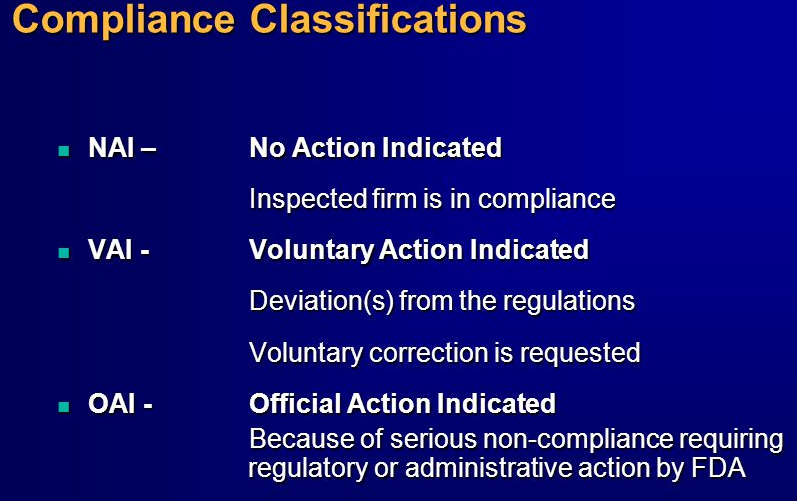 Compliance Classifications
NAI – No Action Indicated
Inspected firm is in compliance
VAI - Voluntary Action Indicated
Deviation(s) from the regulations
Voluntary correction is requested
OAI - Official Action Indicated
Because of serious non-compliance requiring
regulatory or administrative action by FDA